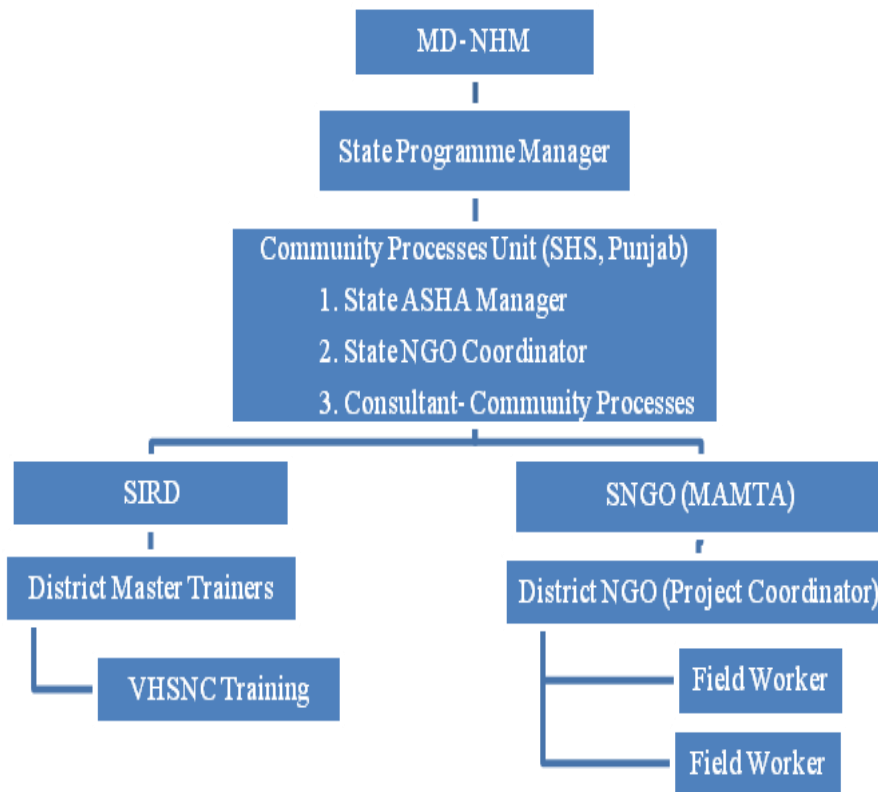 MD- NHM
State Programme Manager
Community Processes Unit (SHS, Punjab)
1. State ASHA Manager
2. State NGO Coordinator
3. Consultant- Community Processes
SIRD
SNGO (MAMTA)
District Master Trainers
District NGO (Project Coordinator)
VHSNC Training
Field Worker
Field Worker